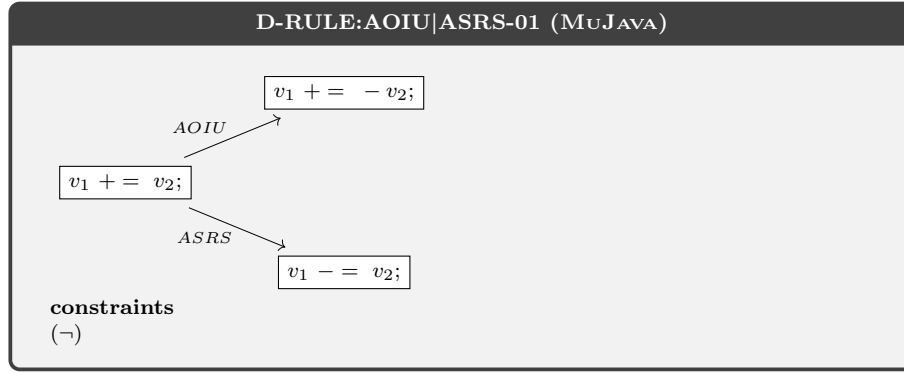 D-RULE:AOIU|ASRS-01 (MUJAVA)
v₁ += -v₂;
AOIU
v₁ += v₂;
ASRS
v₁ -= v₂;
constraints
(¬)